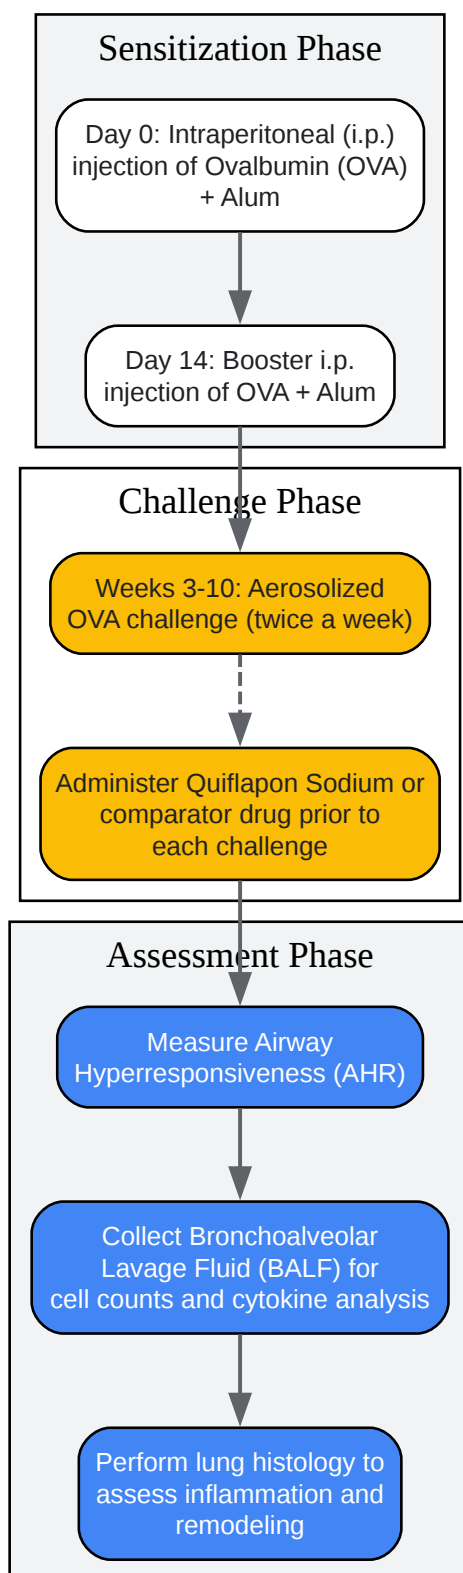 Sensitization Phase
Day 0: Intraperitoneal (i.p.)
injection of Ovalbumin (OVA)
+ Alum
Day 14: Booster i.p.
injection of OVA + Alum
Challenge Phase
Weeks 3-10: Aerosolized
OVA challenge (twice a week)
Administer Quiflapon Sodium or
comparator drug prior to
each challenge
Assessment Phase
Measure Airway
Hyperresponsiveness (AHR)
Collect Bronchoalveolar
Lavage Fluid (BALF) for
cell counts and cytokine analysis
Perform lung histology to
assess inflammation and
remodeling